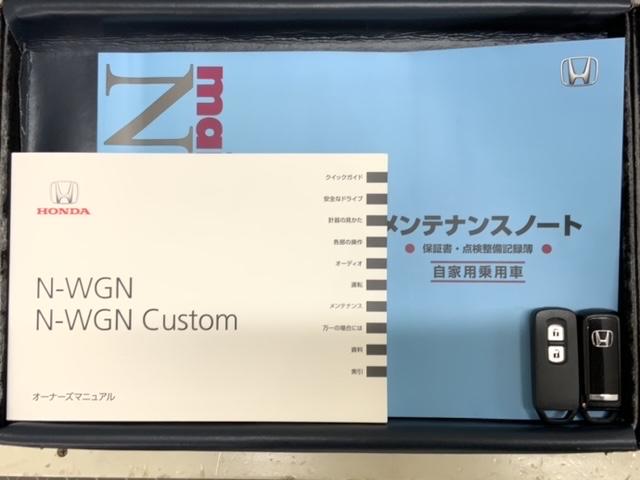 ma
N
メンテナンスノート
● 保証書・点検整備記録簿 ●
自家用乗用車
HONDA
N-WGN
N-WGN Custom
オーナーズマニュアル
クイックガイド
安全なドライブ
計器の見かた
各部の操作
オーディオ
運転
メンテナンス
万一の場合には
資料
索引